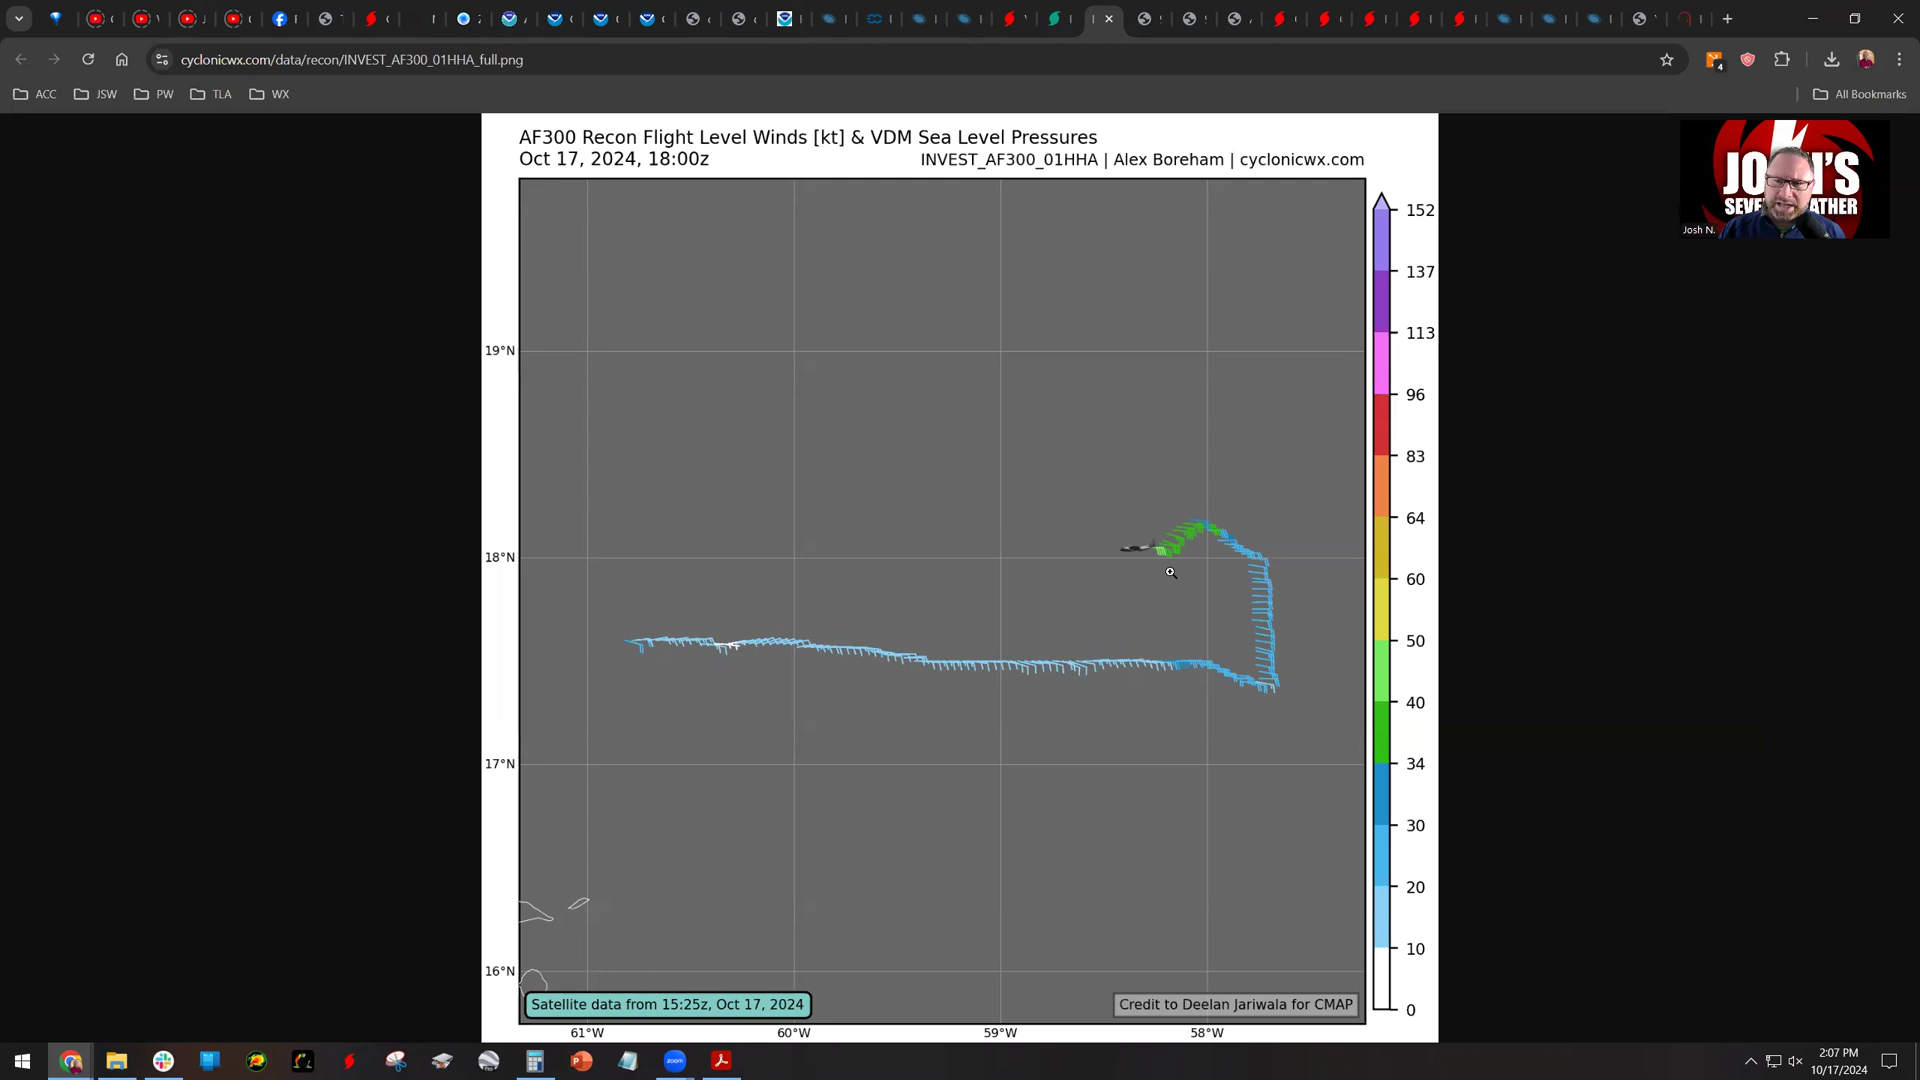 cyclonicwx.com/data/recon/INVEST_AF300_01HHA_full.png
4
ACC
JSW
PW
TLA
WX
All Bookmarks
AF300 Recon Flight Level Winds [kt] & VDM Sea Level Pressures
Oct 17, 2024, 18:00z
INVEST_AF300_01HHA | Alex Boreham | cyclonicwx.com
Josh N.
152
137
113
96
83
64
60
50
40
34
30
20
10
0
19°N
18°N
17°N
16°N
Satellite data from 15:25z, Oct 17, 2024
Credit to Deelan Jariwala for CMAP
61°W
60°W
59°W
58°W
zoom
2:07 PM
10/17/2024